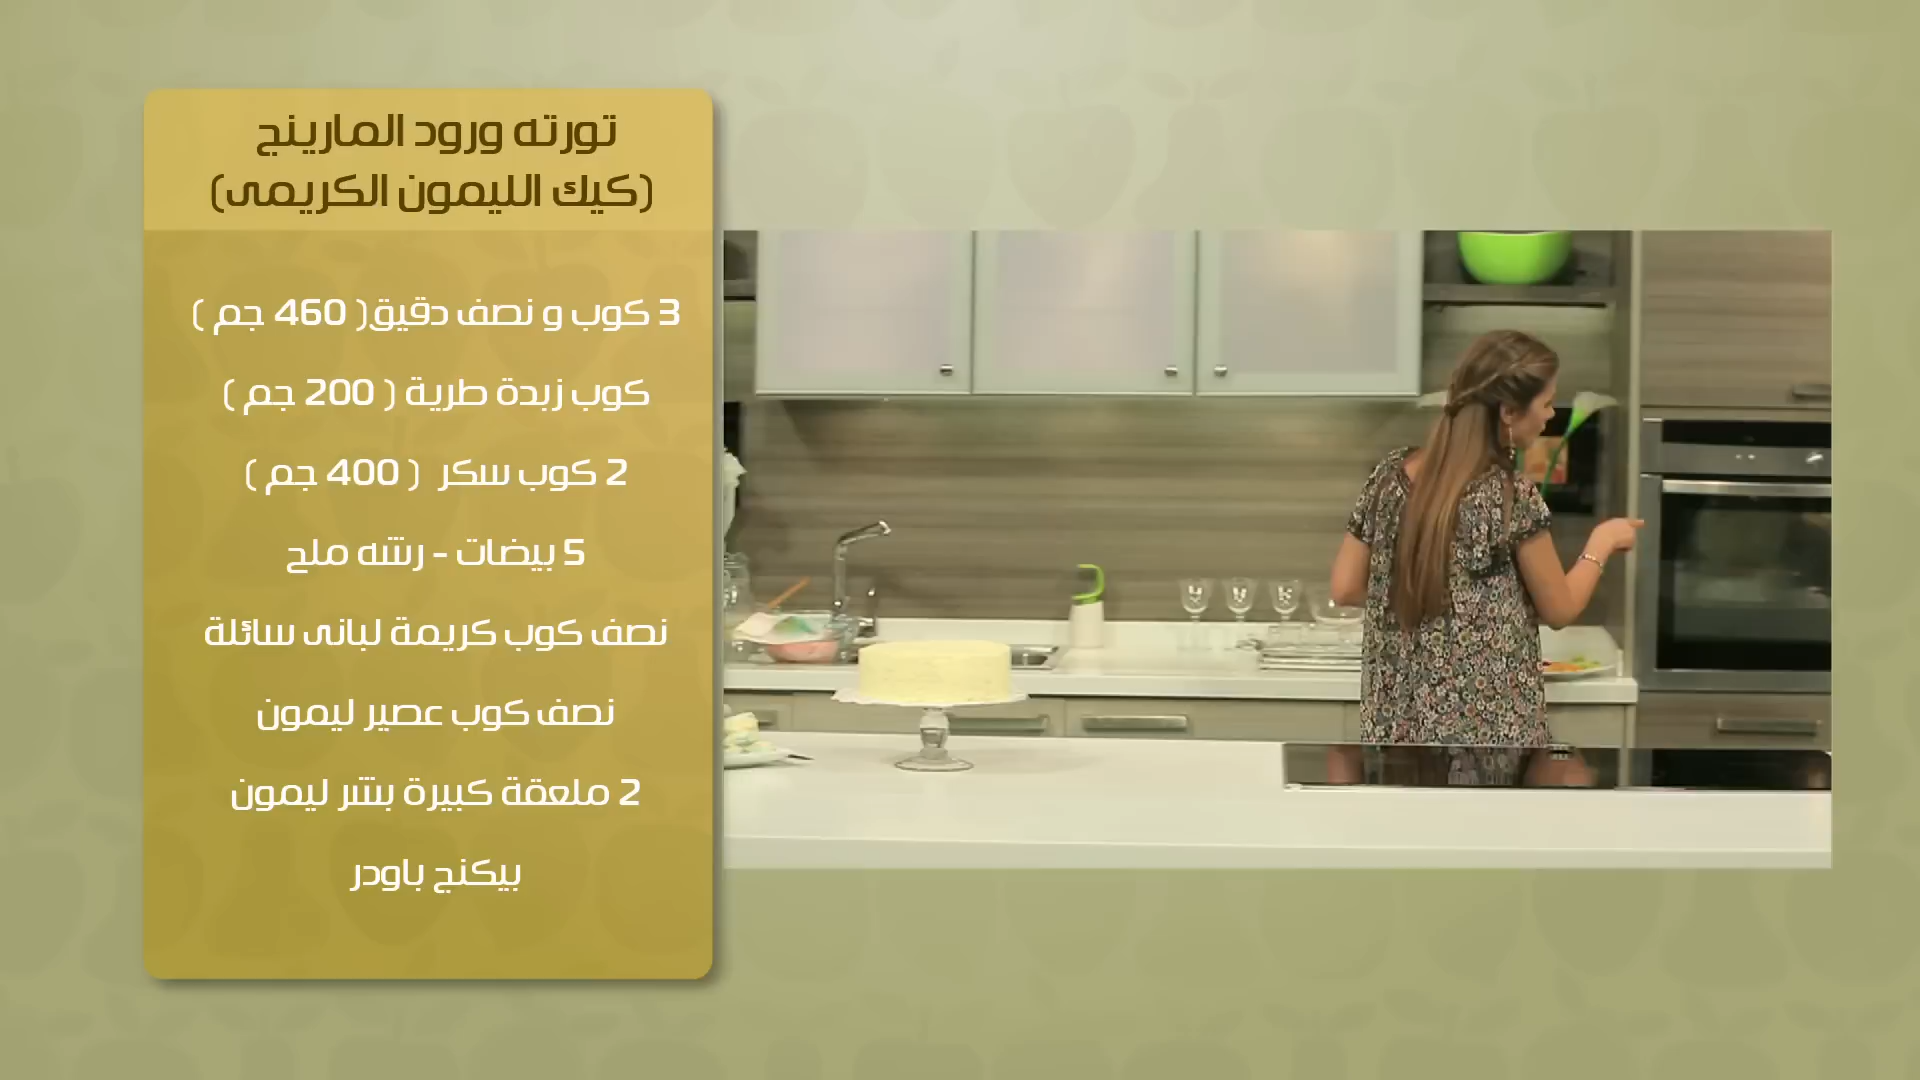 تورته ورود المارينج
(كيك الليمون الكريمى)
3 كوب و نصف دقيق( 460 جم )
كوب زبدة طرية ( 200 جم )
2 كوب سكر ( 400 جم )
5 بيضات - رشه ملح
نصف كوب كريمة لبانى سائلة
نصف كوب عصير ليمون
2 ملعقة كبيرة بشر ليمون
بيكنج باودر